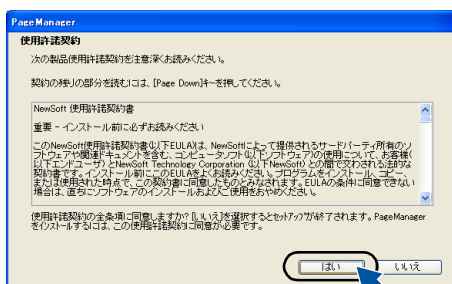 PageManager
使用許諾契約
次の製品使用許諾契約を注意深くお読みください。
契約の残りの部分を読むには、[Page Down]キーを押してください。
NewSoft 使用許諾契約書
重要 - インストール前に必ずお読みください
このNewSoft使用許諾契約書(以下EULA)は、NewSoftによって提供されるサードパーティ所有のソ
フトウェアや関連ドキュメントを含む、コンピュータソフト(以下ソフトウェア)の使用について、お客様(
以下エンドユーザ)とNewSoft Technology Corporation (以下NewSoft)との間で交わされる法的な
契約書です。インストール前にこのEULAをよくお読みください。プログラムをインストール、コピー、
または使用された時点で、この契約書に同意したものとみなされます。EULAの条件に同意できない
場合は、直ちにソフトウェアのインストールおよびご使用をおやめください。
使用許諾契約の全条項に同意しますか? [いいえ]を選択するとセットアップが終了されます。PageManager
をインストールするには、この使用許諾契約に同意が必要です。
はい
いいえ